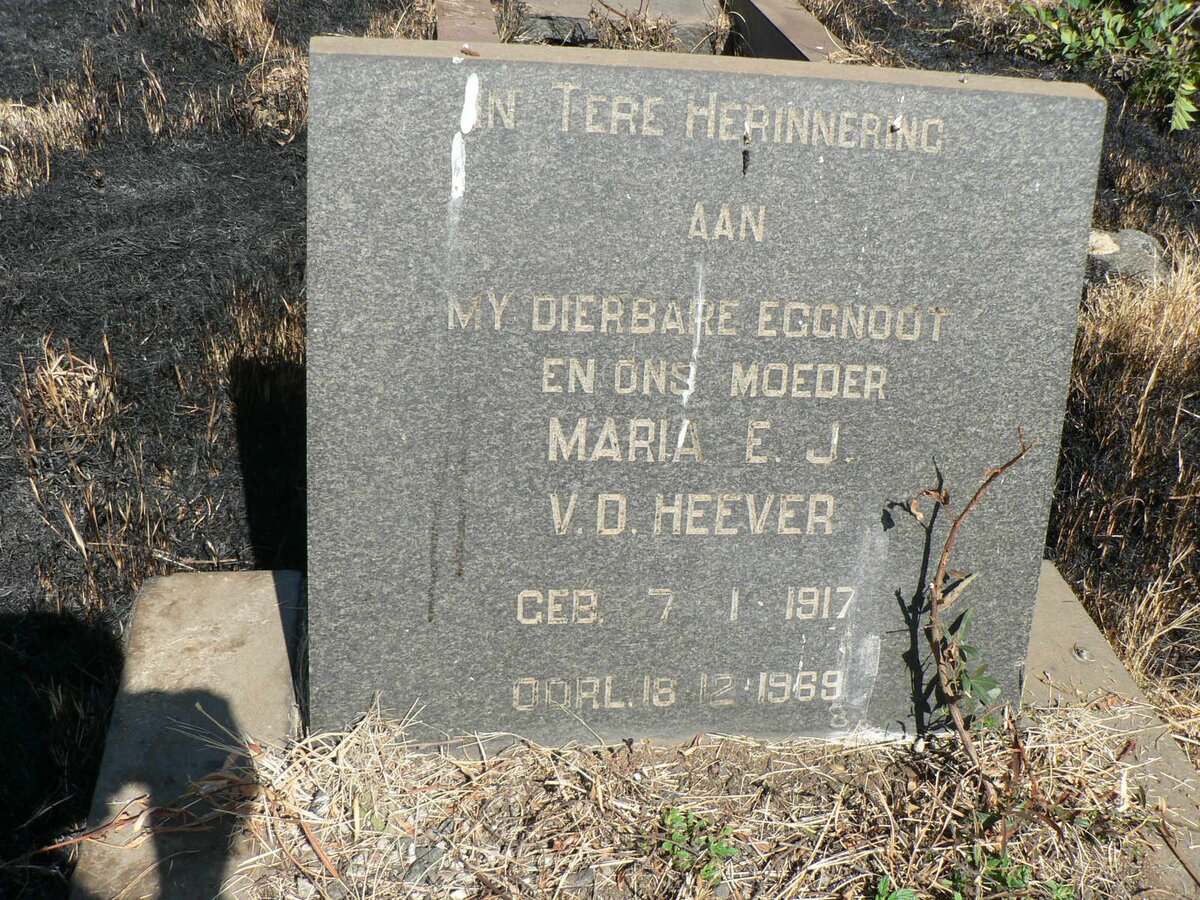 IN TERE HERINNERING
AAN
MY DIERBARE EGGNOOT
EN ONS MOEDER
MARIA E. J.
V.D. HEEVER
GEB. 7 · 1 · 1917
OORL. 18 · 12 · 1969